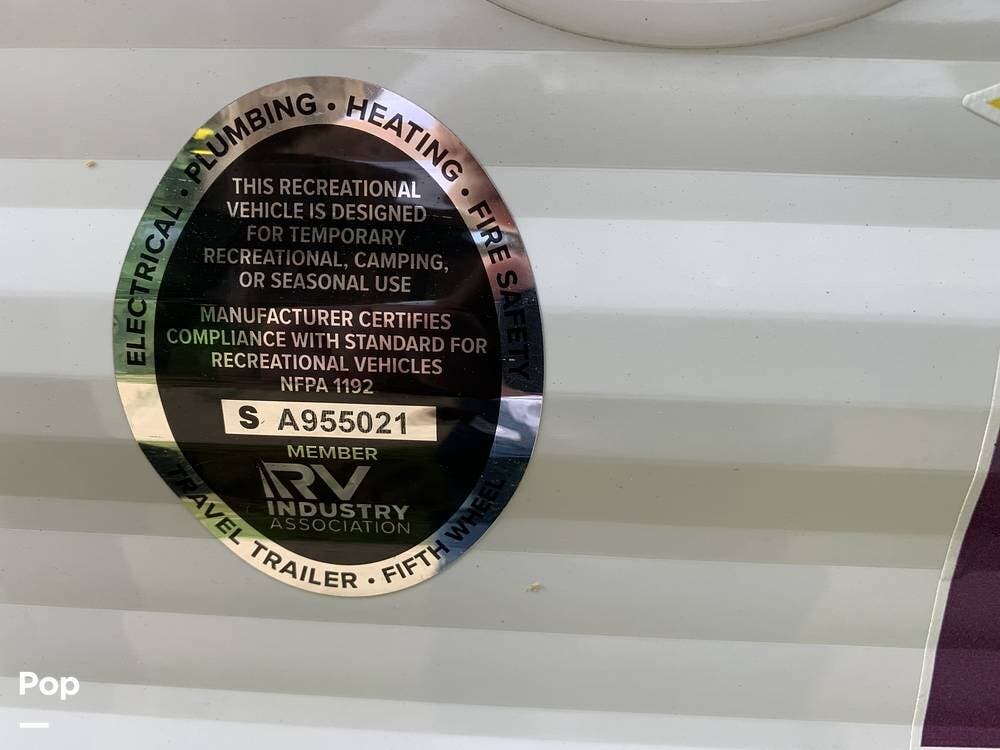 ELECTRICAL • PLUMBING • HEATING • FIRE SAFETY
THIS RECREATIONAL
VEHICLE IS DESIGNED
FOR TEMPORARY
RECREATIONAL, CAMPING,
OR SEASONAL USE
MANUFACTURER CERTIFIES
COMPLIANCE WITH STANDARD FOR
RECREATIONAL VEHICLES
NFPA 1192
S A955021
MEMBER
RV
INDUSTRY
ASSOCIATION
TRAVEL TRAILER • FIFTH WHEEL
Pop